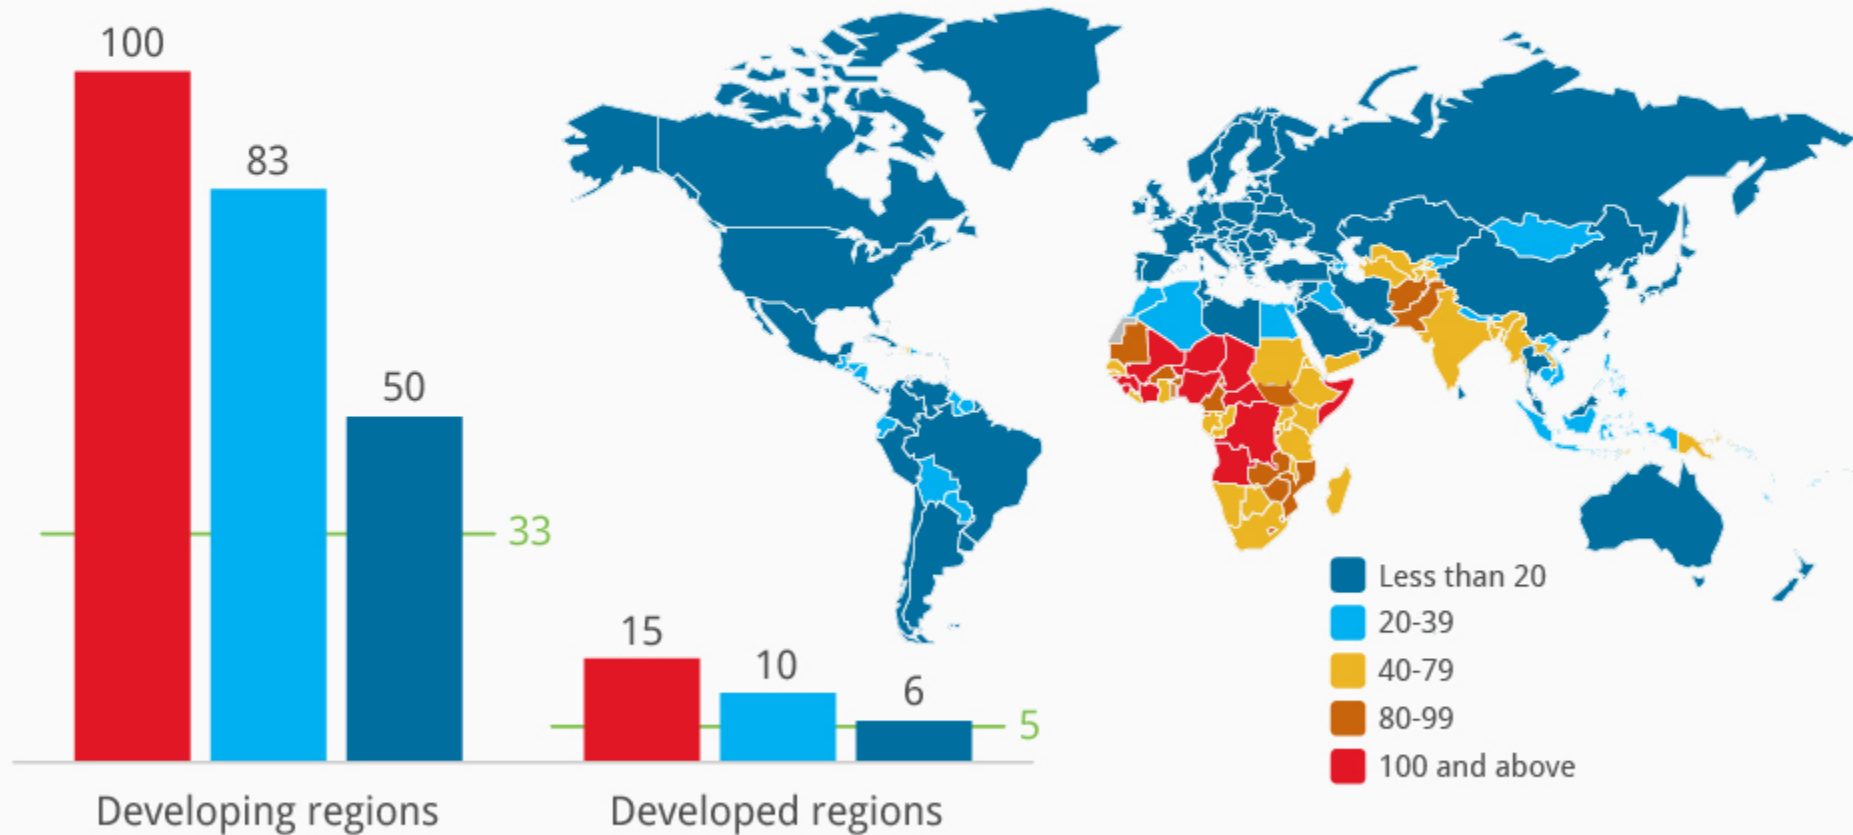 100
83
50
33
Developing regions
15
10
6
5
Developed regions
Less than 20
20-39
40-79
80-99
100 and above